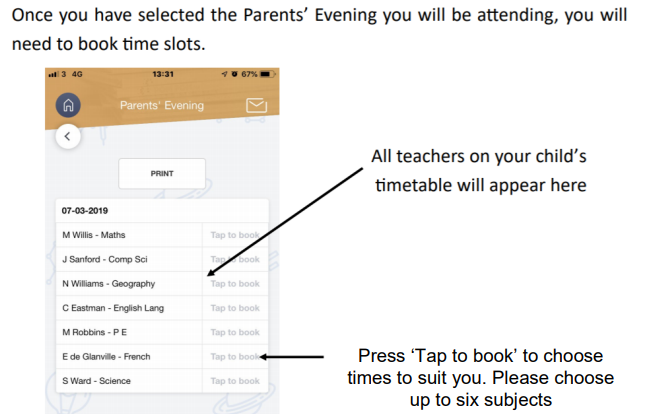 Once you have selected the Parents’ Evening you will be attending, you will
need to book time slots.
3 4G 13:31 67%
Parents' Evening
PRINT
07-03-2019
M Willis - Maths Tap to book
J Sanford - Comp Sci Tap to book
N Williams - Geography Tap to book
C Eastman - English Lang Tap to book
M Robbins - P E Tap to book
E de Glanville - French Tap to book
S Ward - Science Tap to book
All teachers on your child’s
timetable will appear here
Press ‘Tap to book’ to choose
times to suit you. Please choose
up to six subjects